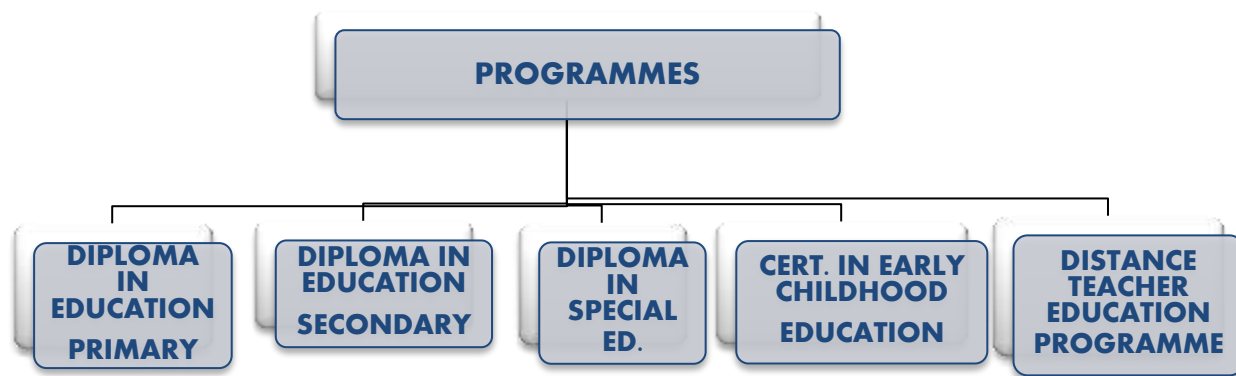 PROGRAMMES
DIPLOMA
IN
EDUCATION
PRIMARY
DIPLOMA IN
EDUCATION
SECONDARY
DIPLOMA
IN
SPECIAL
ED.
CERT. IN EARLY
CHILDHOOD
EDUCATION
DISTANCE
TEACHER
EDUCATION
PROGRAMME